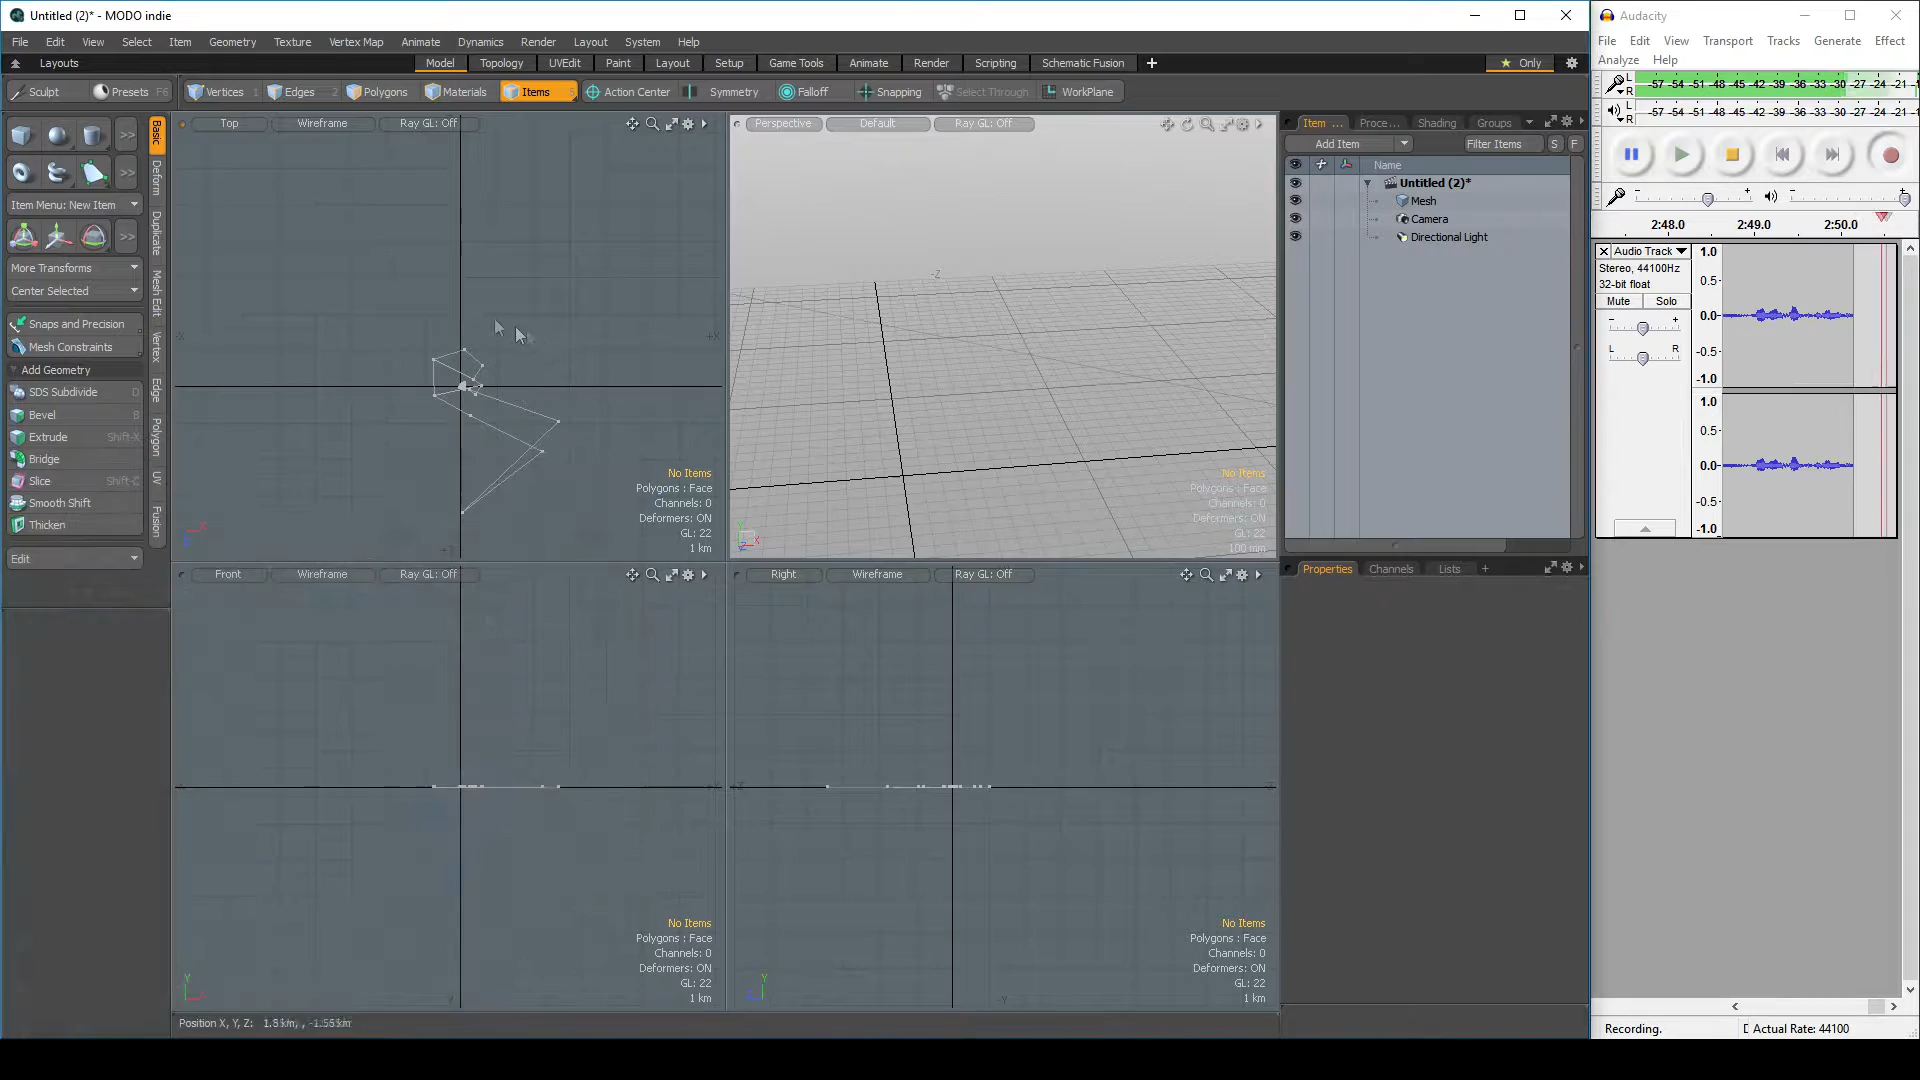 Untitled (2)* - MODO indie
File Edit View Select Item Geometry Texture Vertex Map Animate Dynamics Render Layout System Help
Layouts Model Topology UVEdit Paint Layout Setup Game Tools Animate Render Scripting Schematic Fusion + Only
Sculpt Presets F6 Vertices 1 Edges 2 Polygons Materials Items 5 Action Center Symmetry Falloff Snapping Select Through WorkPlane
Top Wireframe Ray GL: Off
Perspective Default Ray GL: Off
>>
>>
Item Menu: New Item
>>
More Transforms
Center Selected
Snaps and Precision
Mesh Constraints
Add Geometry
SDS Subdivide D
Bevel B
Extrude Shift-X
Bridge
Slice Shift-C
Smooth Shift
Thicken
Edit
Basic
Deform
Duplicate
Mesh Edit
Vertex
Edge
Polygon
UV
Fusion
-X
+X
No Items
Polygons : Face
Channels: 0
Deformers: ON
GL: 22
1 km
-Z
No Items
Polygons : Face
Channels: 0
Deformers: ON
GL: 22
100 mm
Front Wireframe Ray GL: Off
Right Wireframe Ray GL: Off
No Items
Polygons : Face
Channels: 0
Deformers: ON
GL: 22
1 km
No Items
Polygons : Face
Channels: 0
Deformers: ON
GL: 22
1 km
Position X, Y, Z:
Item ... Proce... Shading Groups
Add Item Filter Items S F
Name
Untitled (2)*
Mesh
Camera
Directional Light
Properties Channels Lists +
Audacity
File Edit View Transport Tracks Generate Effect
Analyze Help
L -57 -54 -51 -48 -45 -42 -39 -36 -33 -30 -27 -24 -21
R
L -57 -54 -51 -48 -45 -42 -39 -36 -33 -30 -27 -24 -21
R
- + - +
2:48.0 2:49.0 2:50.0
Audio Track
Stereo, 44100Hz
32-bit float
Mute Solo
- +
L R
1.0
0.5
0.0
-0.5
-1.0
1.0
0.5
0.0
-0.5
-1.0
Recording. Actual Rate: 44100